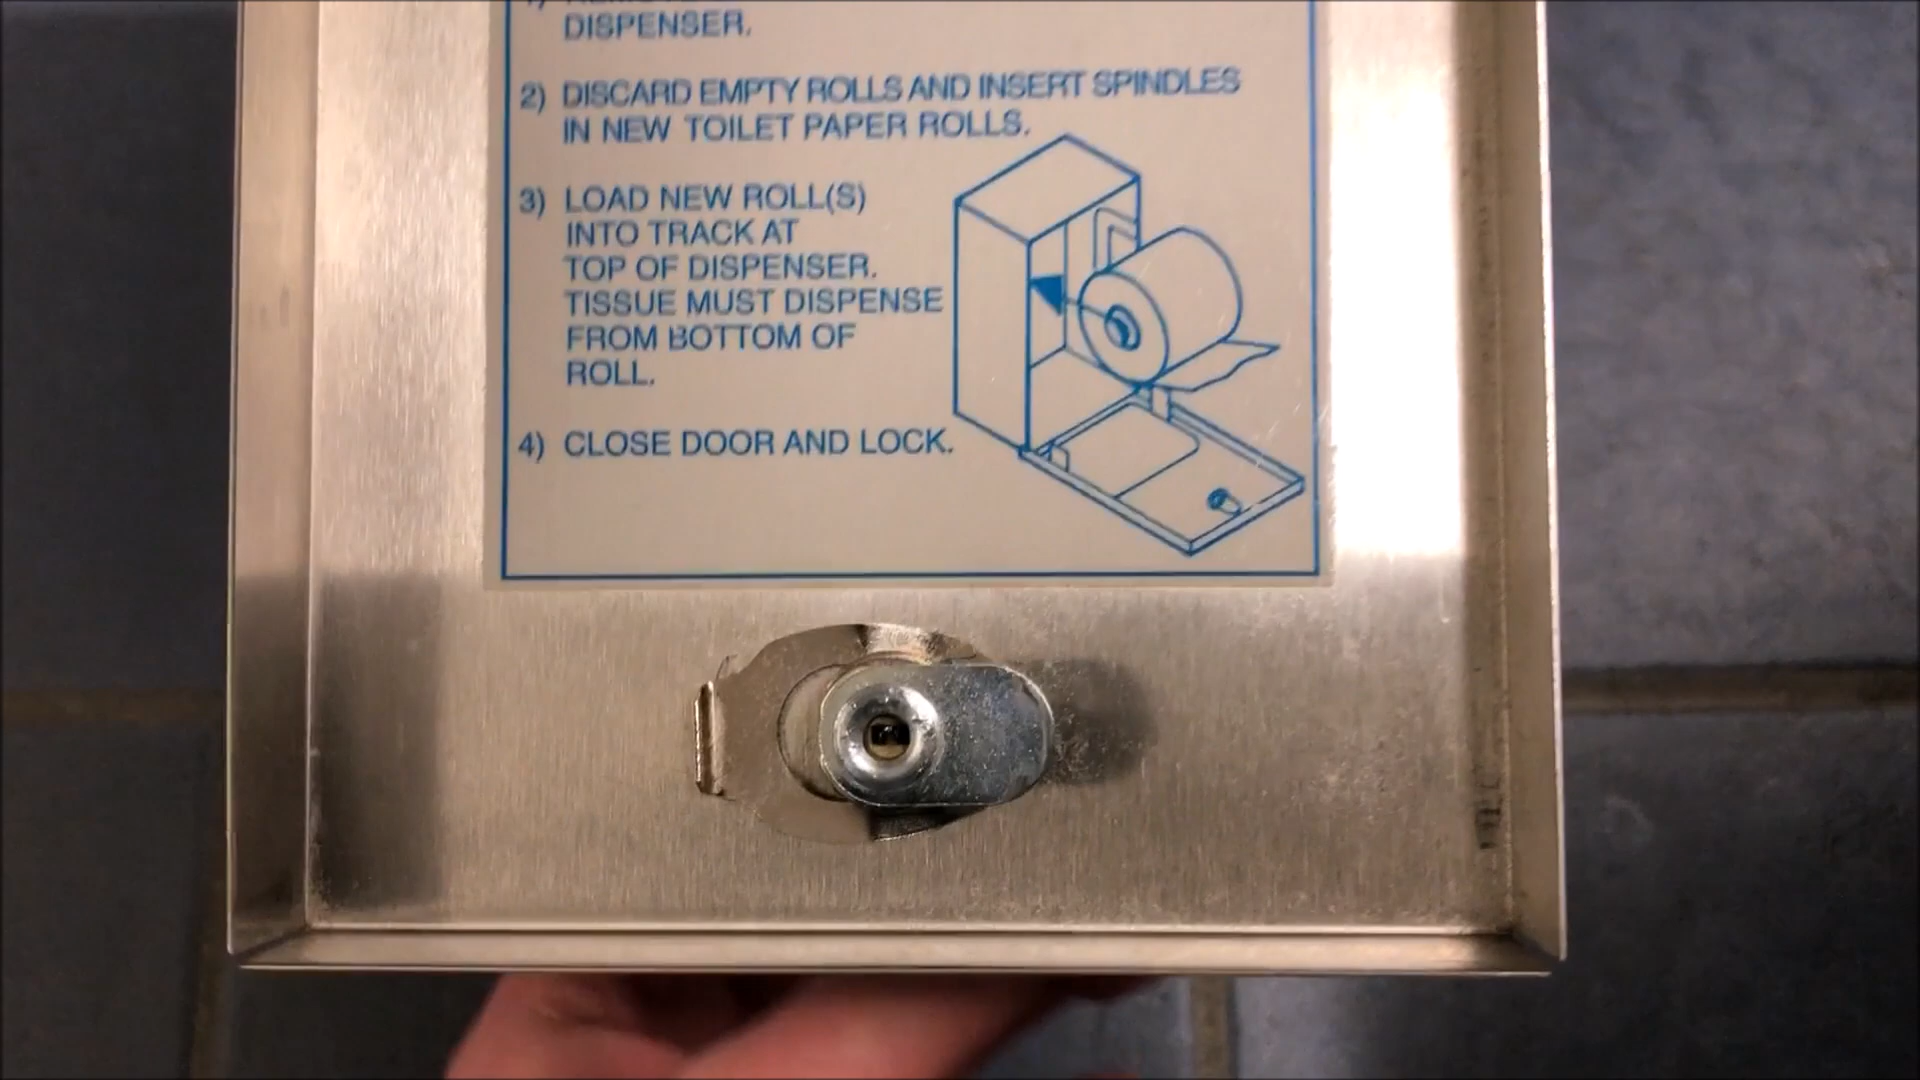 1)
DISPENSER.
2) DISCARD EMPTY ROLLS AND INSERT SPINDLES
IN NEW TOILET PAPER ROLLS.
3) LOAD NEW ROLL(S)
INTO TRACK AT
TOP OF DISPENSER.
TISSUE MUST DISPENSE
FROM BOTTOM OF
ROLL.
4) CLOSE DOOR AND LOCK.